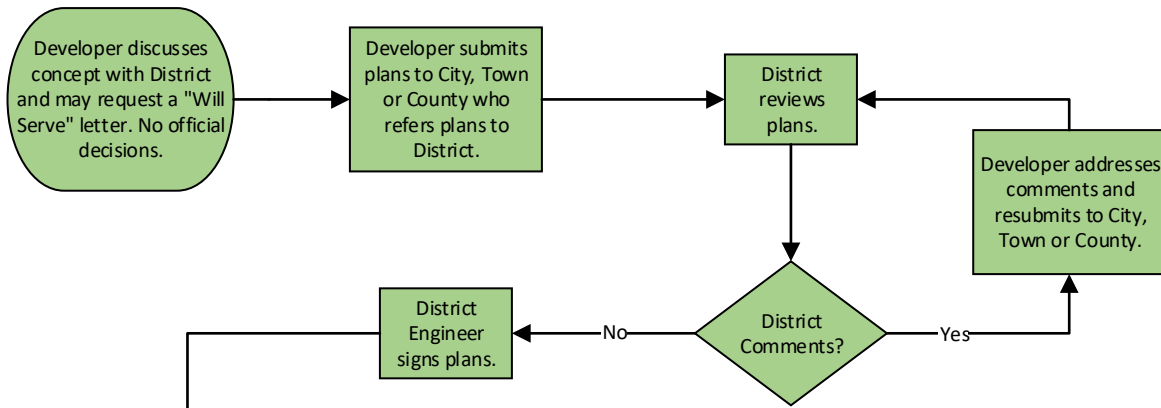 Developer discusses
concept with District
and may request a "Will
Serve" letter. No official
decisions.
Developer submits
plans to City, Town
or County who
refers plans to
District.
District
reviews
plans.
Developer addresses
comments and
resubmits to City,
Town or County.
District
Comments?
Yes
No
District
Engineer
signs plans.